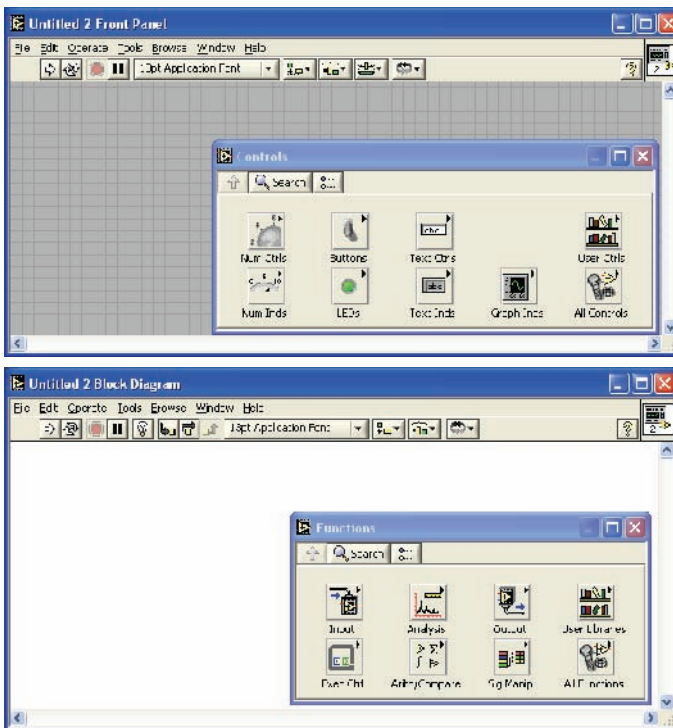 Untitled 2 Front Panel
File Edit Operate Tools Browse Window Help
13pt Application Font
2
Controls
Search
Num Ctrls Buttons Text Ctrls User Ctrls
Num Inds LEDs Text Inds Graph Inds All Controls
Untitled 2 Block Diagram
File Edit Operate Tools Browse Window Help
13pt Application Font
2
Functions
Search
Input Analysis Output User Libraries
Exec Ctrl Arith/Compare Sig Manip All Functions